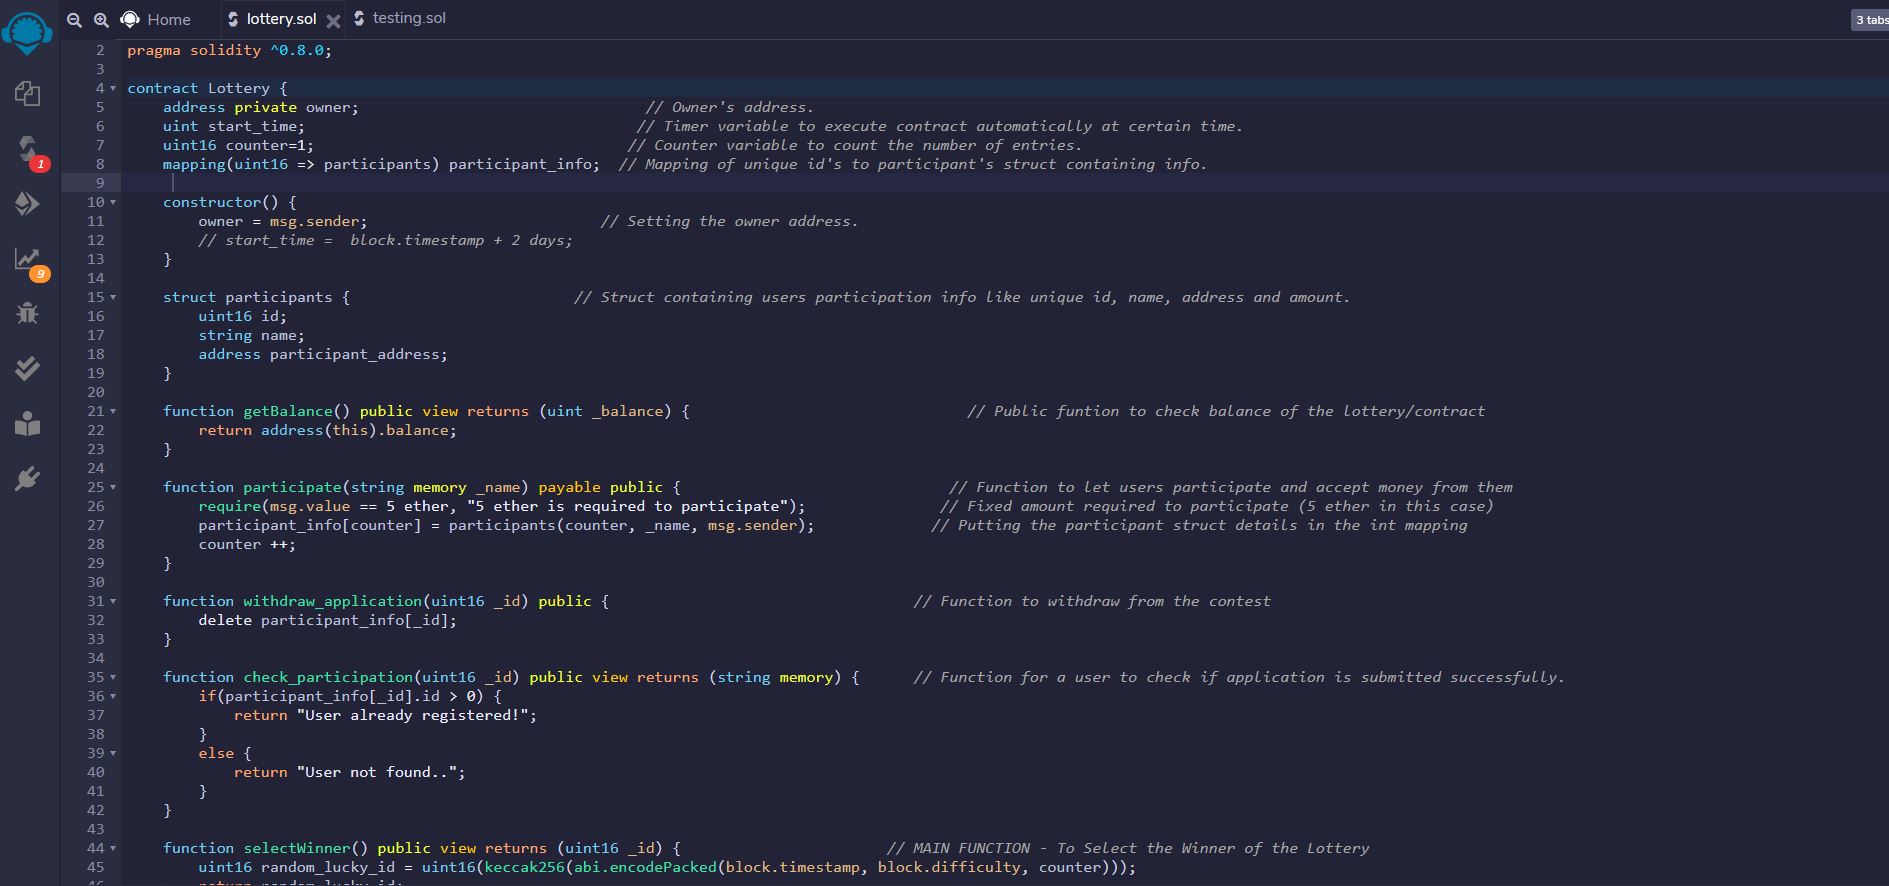 Home lottery.sol testing.sol 3 tabs
2 pragma solidity ^0.8.0;
3
4 contract Lottery {
5 address private owner; // Owner's address.
6 uint start_time; // Timer variable to execute contract automatically at certain time.
7 uint16 counter=1; // Counter variable to count the number of entries.
8 mapping(uint16 => participants) participant_info; // Mapping of unique id's to participant's struct containing info.
9
10 constructor() {
11 owner = msg.sender; // Setting the owner address.
12 // start_time =  block.timestamp + 2 days;
13 }
14
15 struct participants { // Struct containing users participation info like unique id, name, address and amount.
16 uint16 id;
17 string name;
18 address participant_address;
19 }
20
21 function getBalance() public view returns (uint _balance) { // Public funtion to check balance of the lottery/contract
22 return address(this).balance;
23 }
24
25 function participate(string memory _name) payable public { // Function to let users participate and accept money from them
26 require(msg.value == 5 ether, "5 ether is required to participate"); // Fixed amount required to participate (5 ether in this case)
27 participant_info[counter] = participants(counter, _name, msg.sender); // Putting the participant struct details in the int mapping
28 counter ++;
29 }
30
31 function withdraw_application(uint16 _id) public { // Function to withdraw from the contest
32 delete participant_info[_id];
33 }
34
35 function check_participation(uint16 _id) public view returns (string memory) { // Function for a user to check if application is submitted successfully.
36 if(participant_info[_id].id > 0) {
37 return "User already registered!";
38 }
39 else {
40 return "User not found..";
41 }
42 }
43
44 function selectWinner() public view returns (uint16 _id) { // MAIN FUNCTION - To Select the Winner of the Lottery
45 uint16 random_lucky_id = uint16(keccak256(abi.encodePacked(block.timestamp, block.difficulty, counter)));
1
9